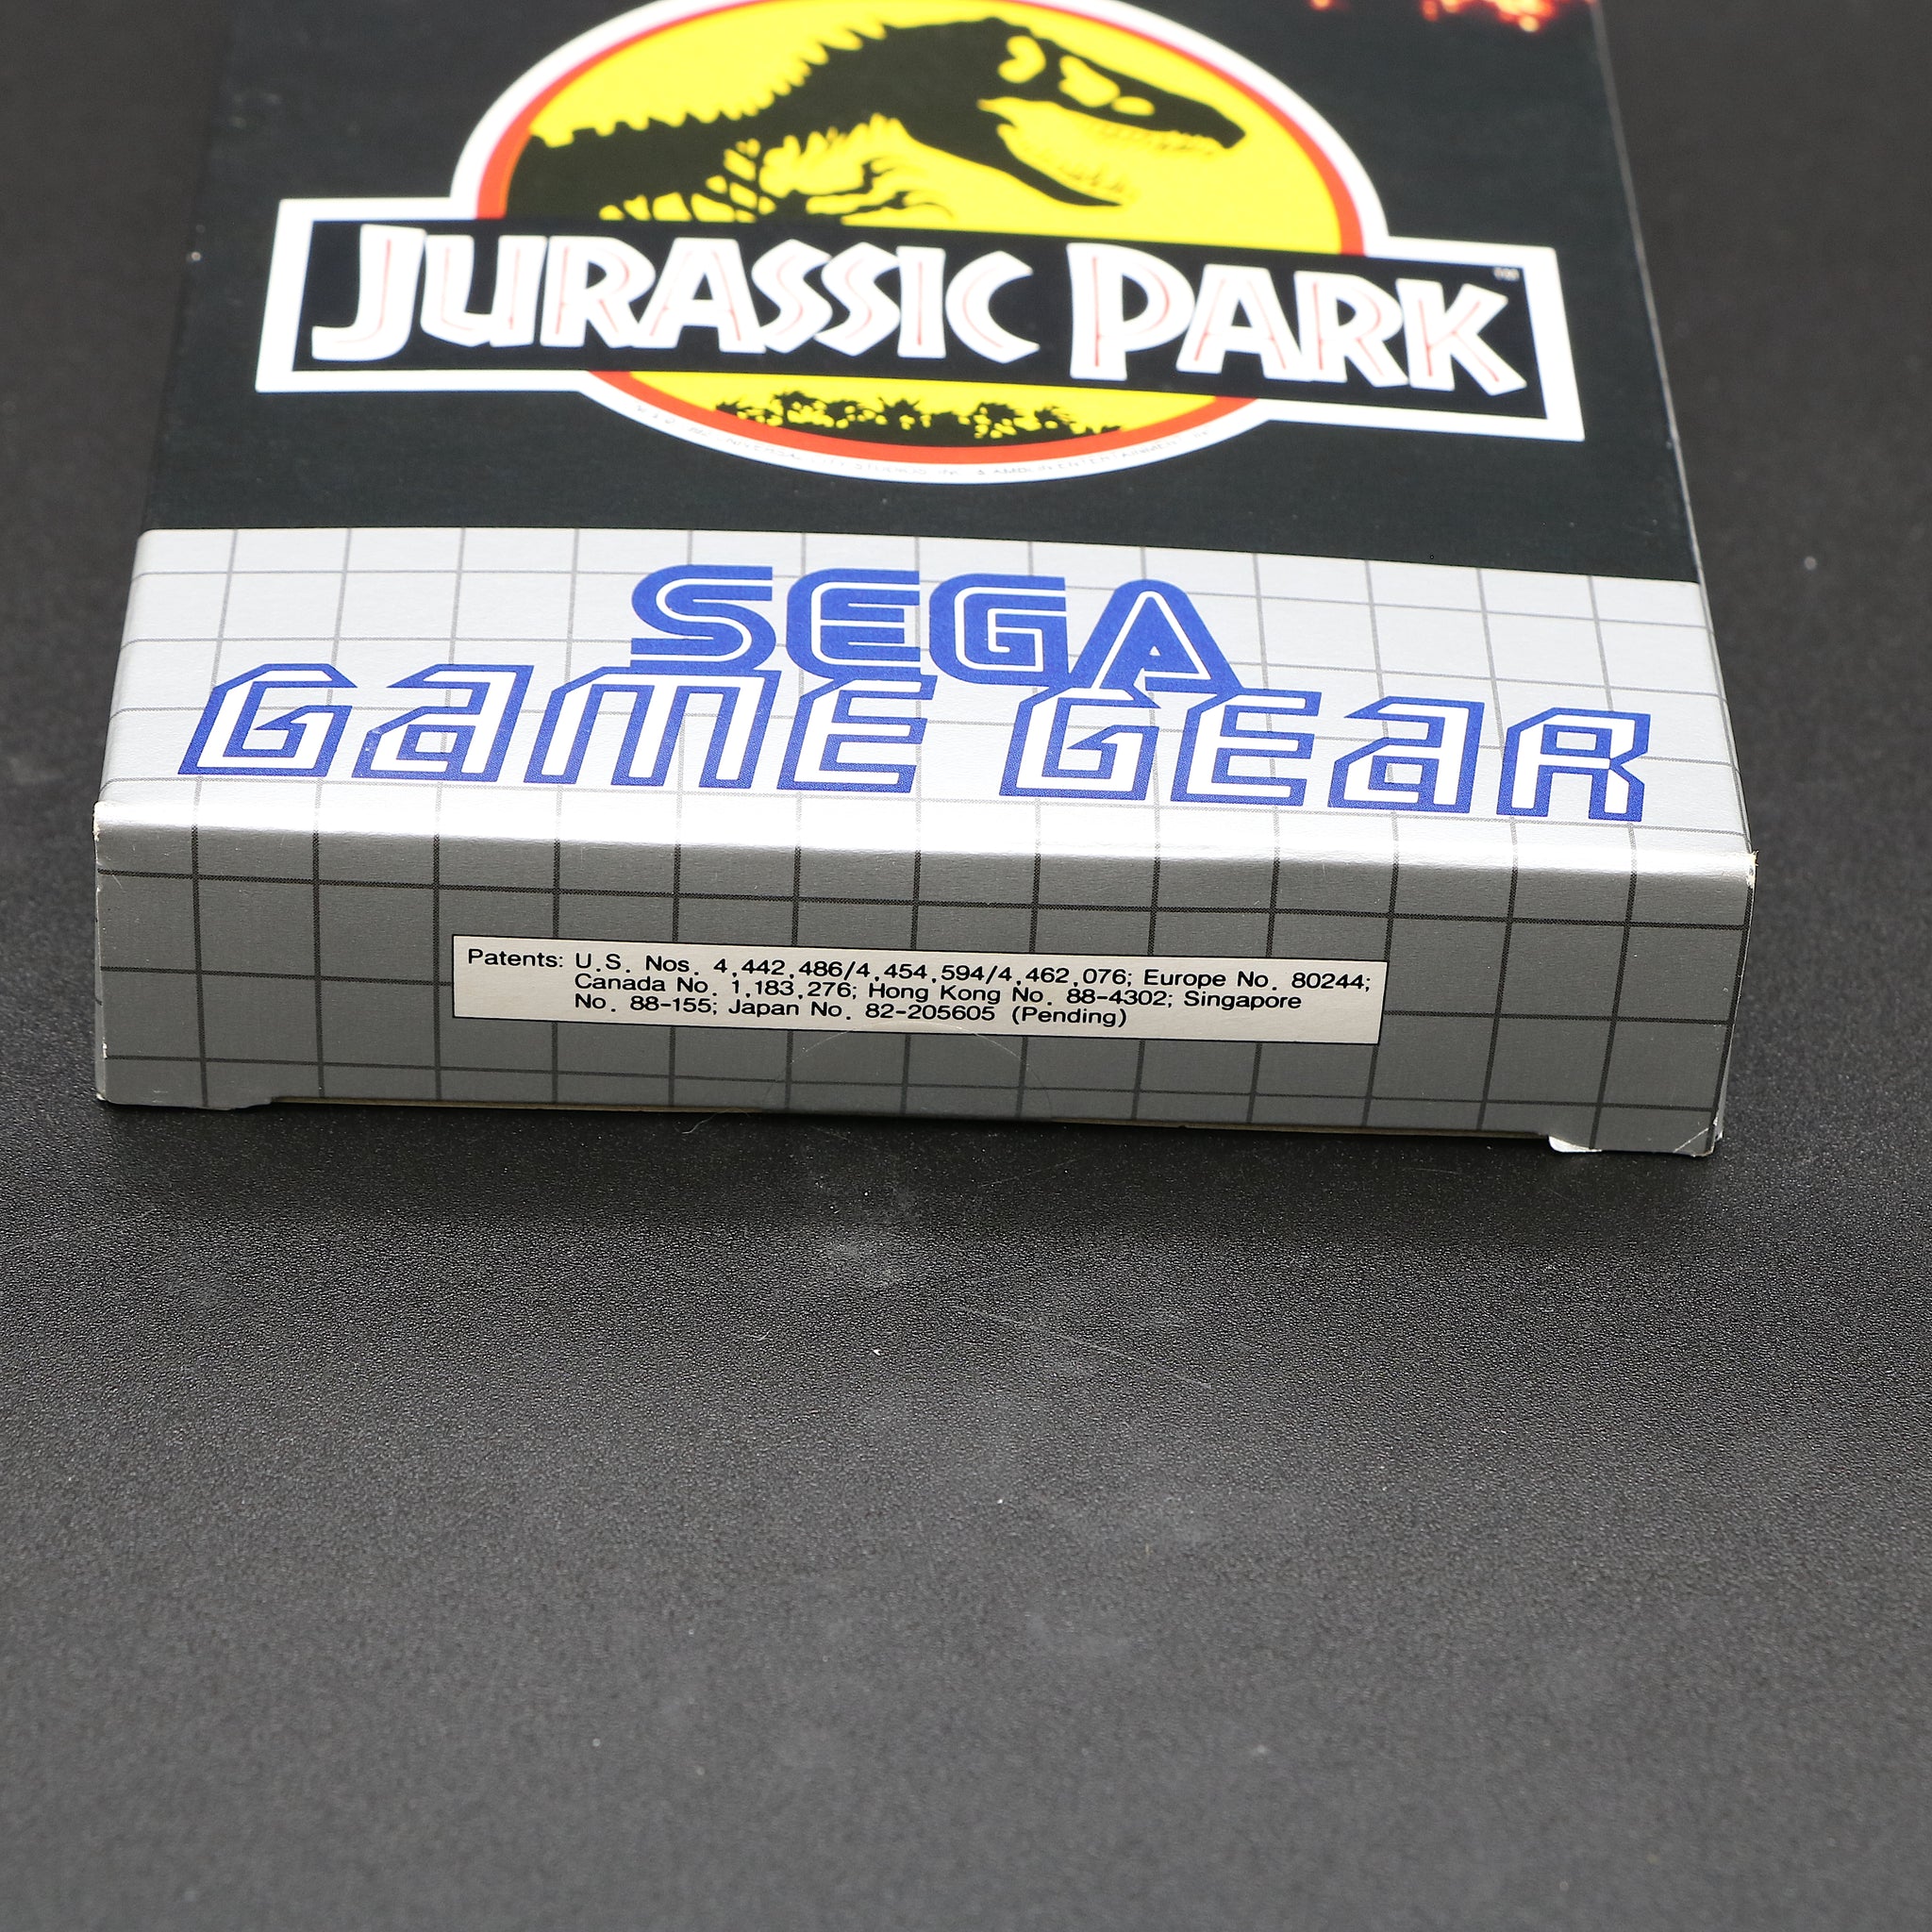 JURASSIC PARK
SEGA
GAME GEAR
Patents: U.S. Nos. 4,442,486/4,454,594/4,462,076; Europe No. 80244;
Canada No. 1,183,276; Hong Kong No. 88-4302; Singapore
No. 88-155; Japan No. 82-205605 (Pending)